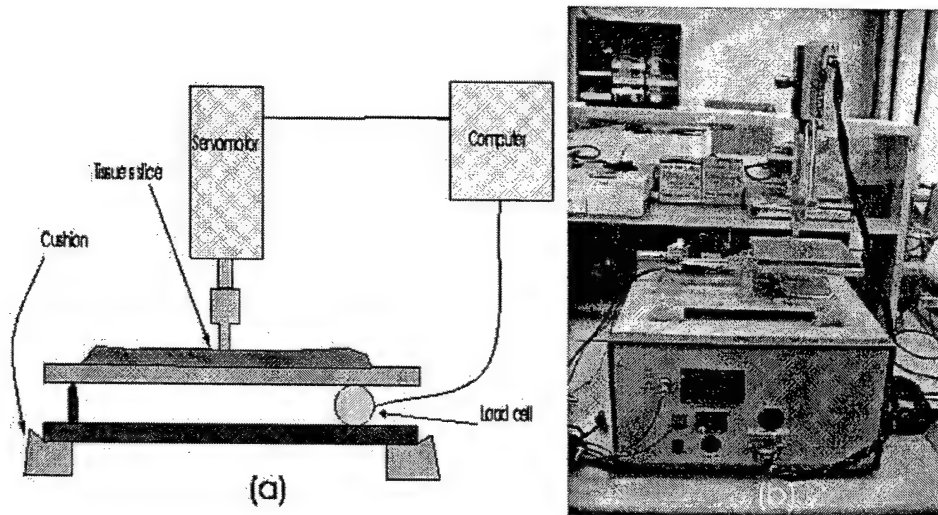 Servomotor
Computer
Tissue slice
Cushion
Load cell
(a)
(b)